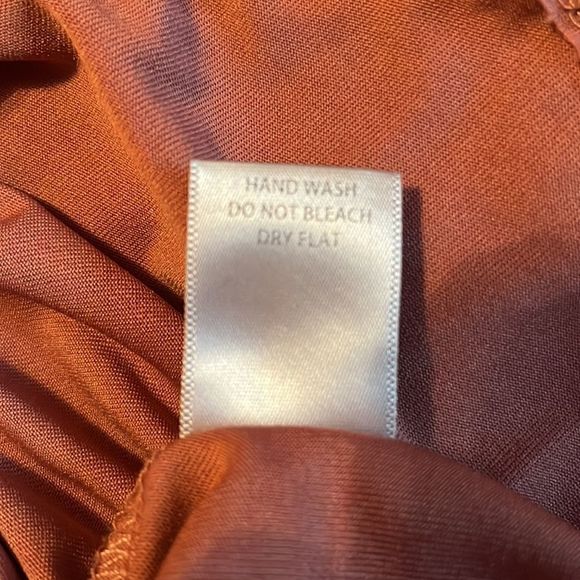 HAND WASH
DO NOT BLEACH
DRY FLAT